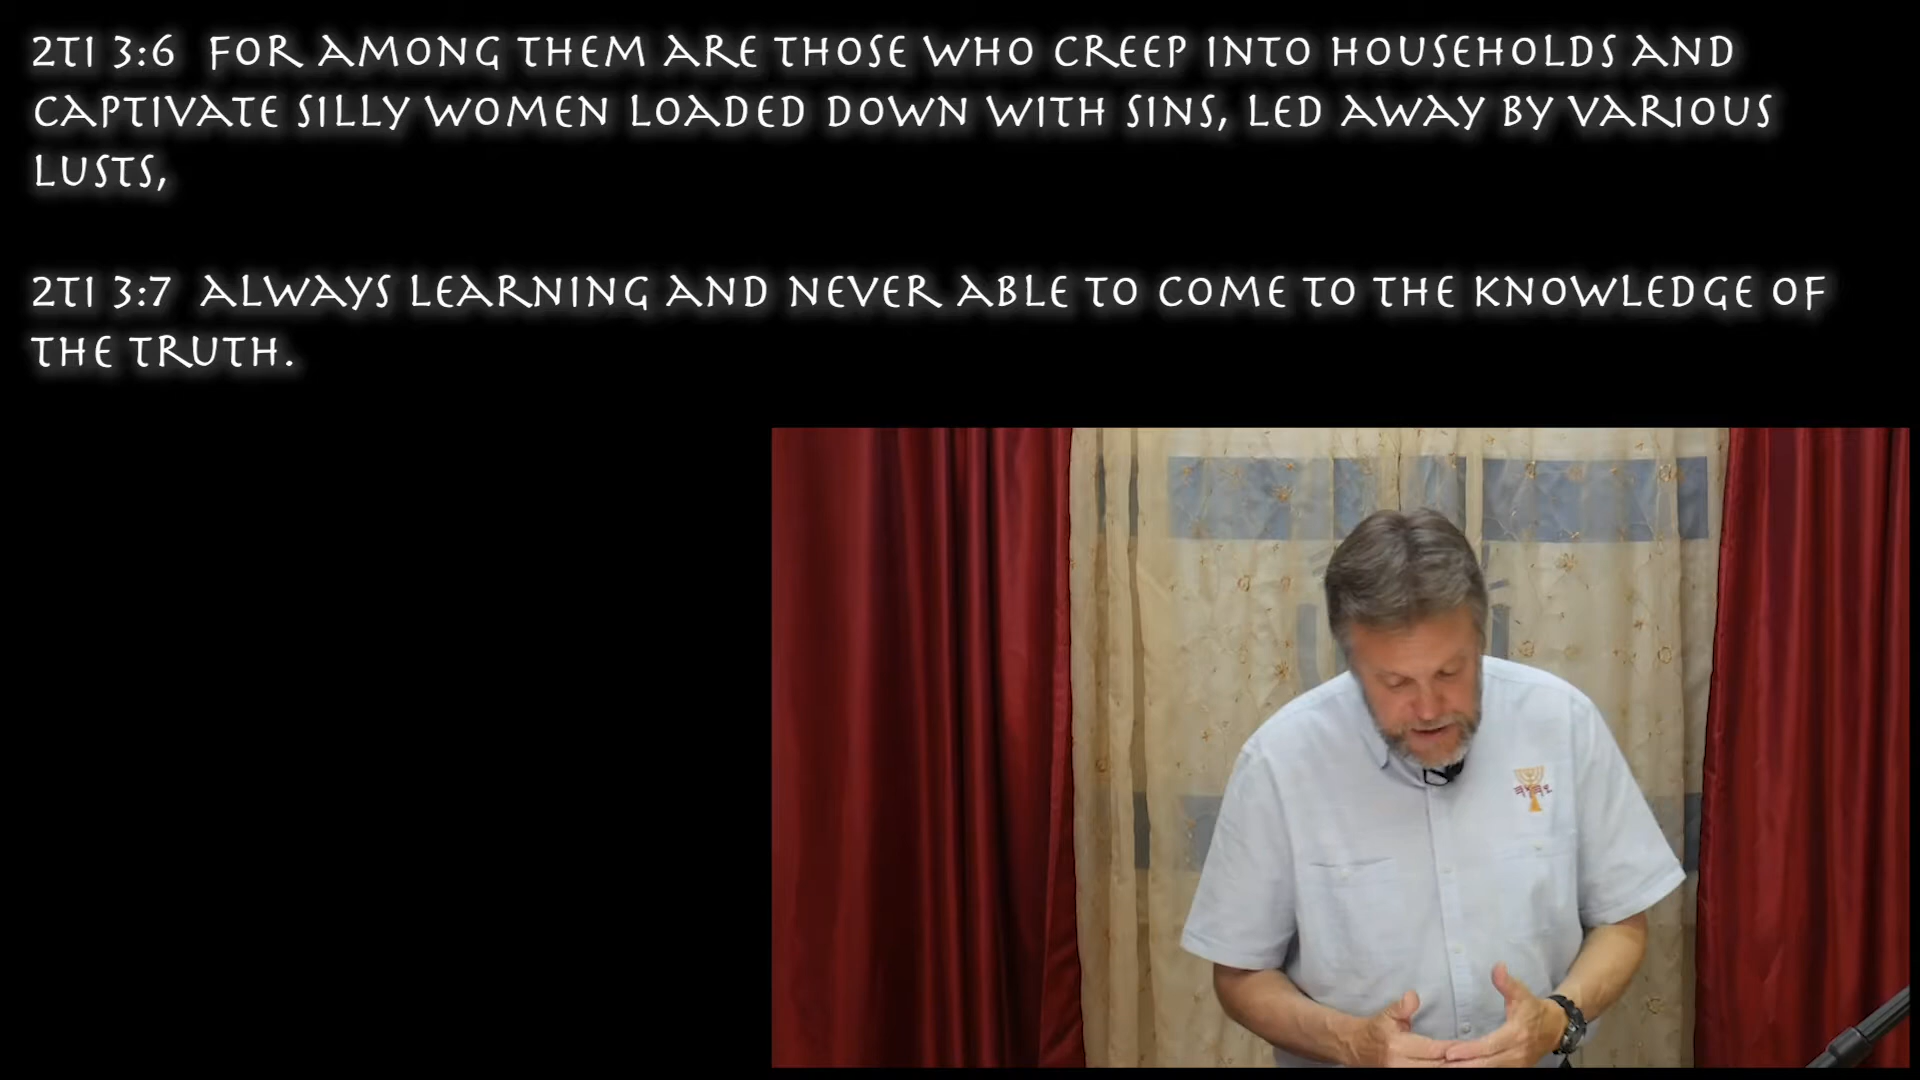 2TI 3:6 FOR AMONG THEM ARE THOSE WHO CREEP INTO HOUSEHOLDS AND
CAPTIVATE SILLY WOMEN LOADED DOWN WITH SINS, LED AWAY BY VARIOUS
LUSTS,
2TI 3:7 ALWAYS LEARNING AND NEVER ABLE TO COME TO THE KNOWLEDGE OF
THE TRUTH.